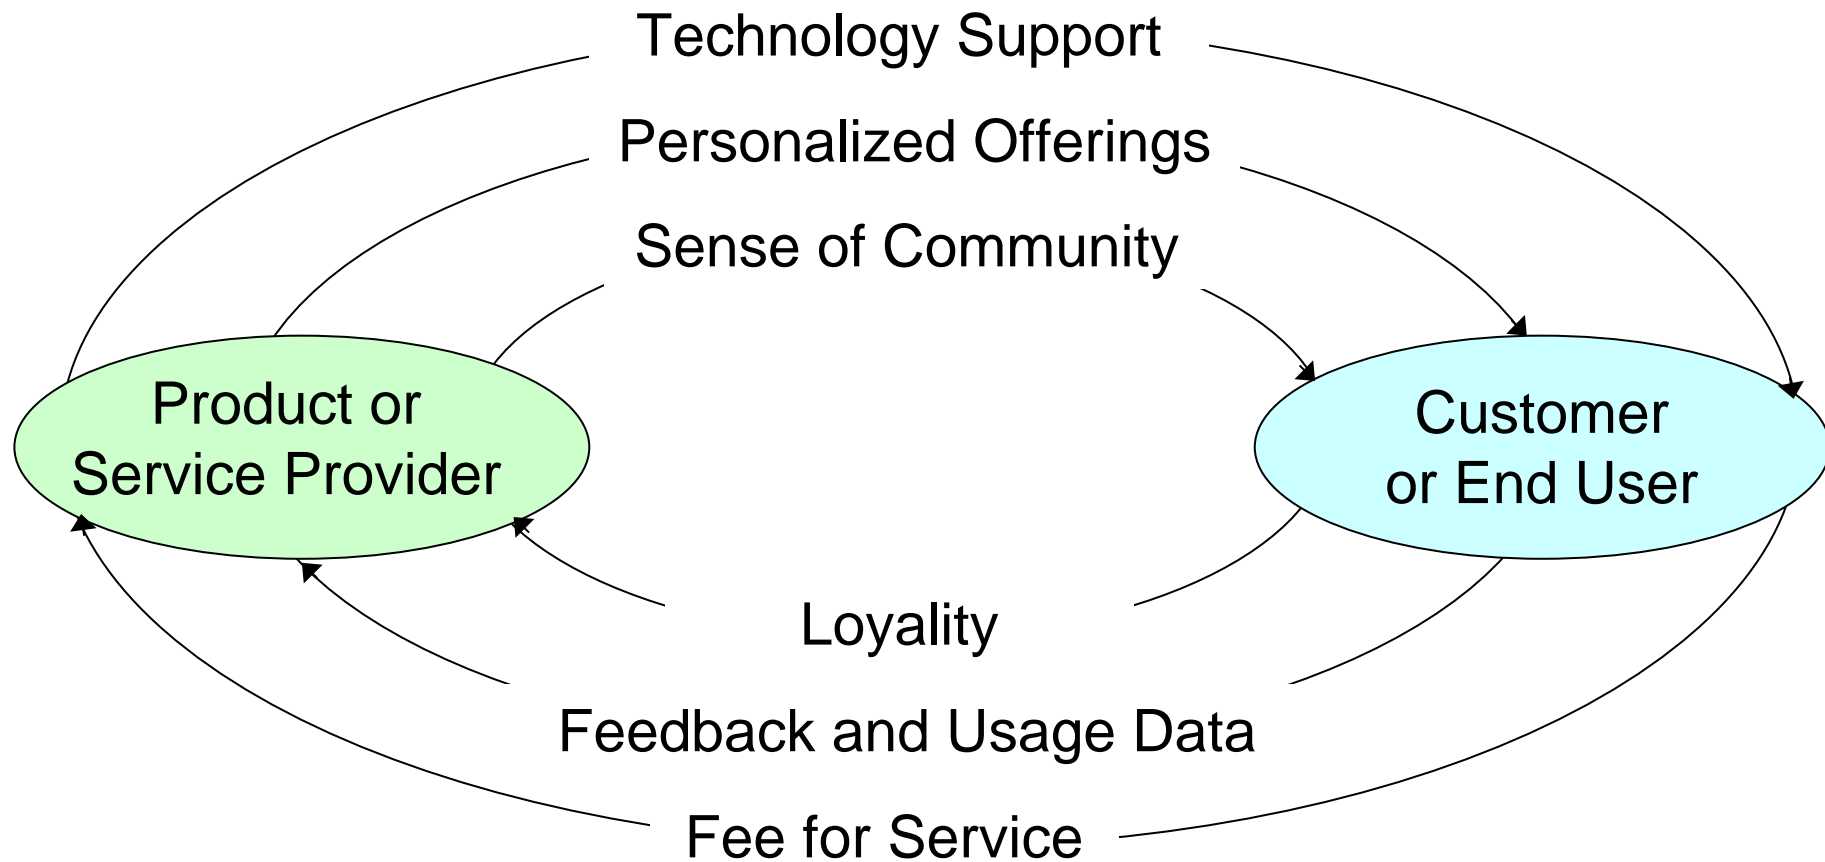 Technology Support
Personalized Offerings
Sense of Community
Product or
Service Provider
Customer
or End User
Loyality
Feedback and Usage Data
Fee for Service